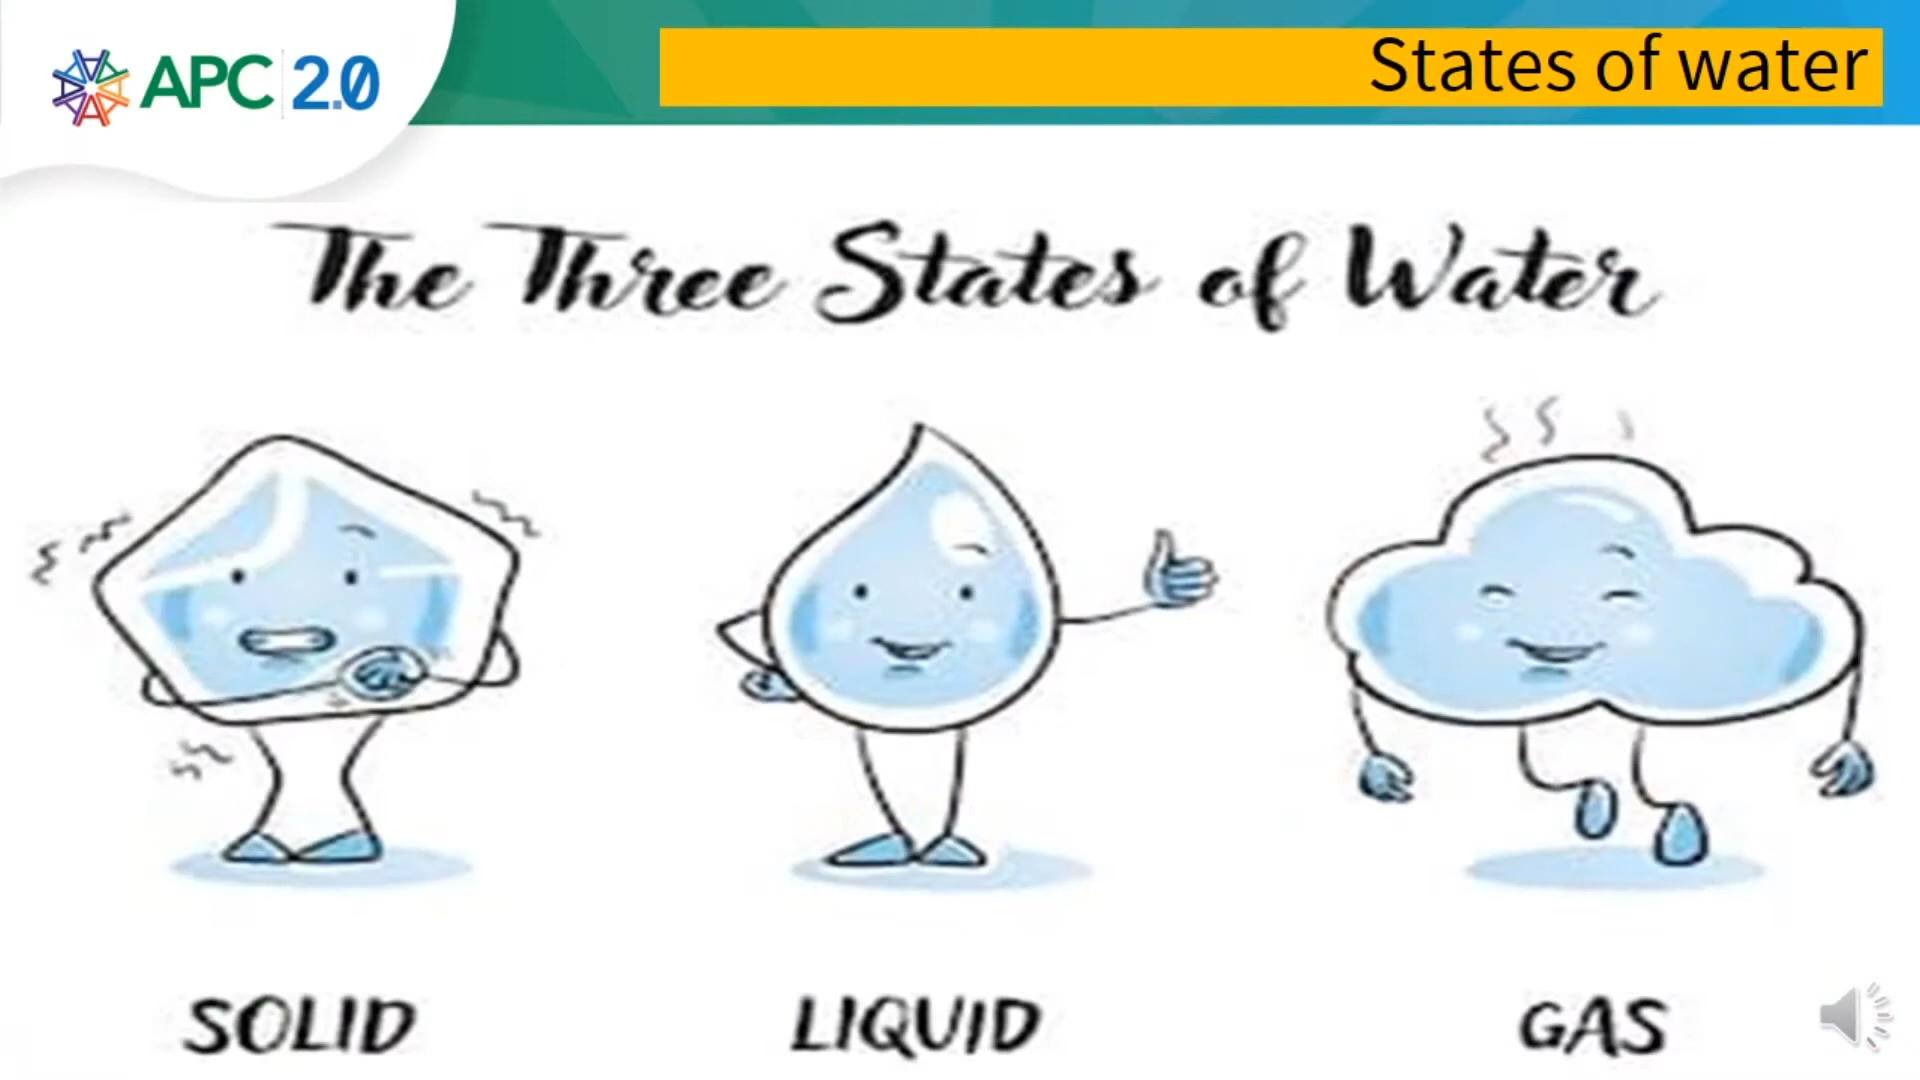 APC 2.0
States of water
The Three States of Water
SOLID
LIQUID
GAS